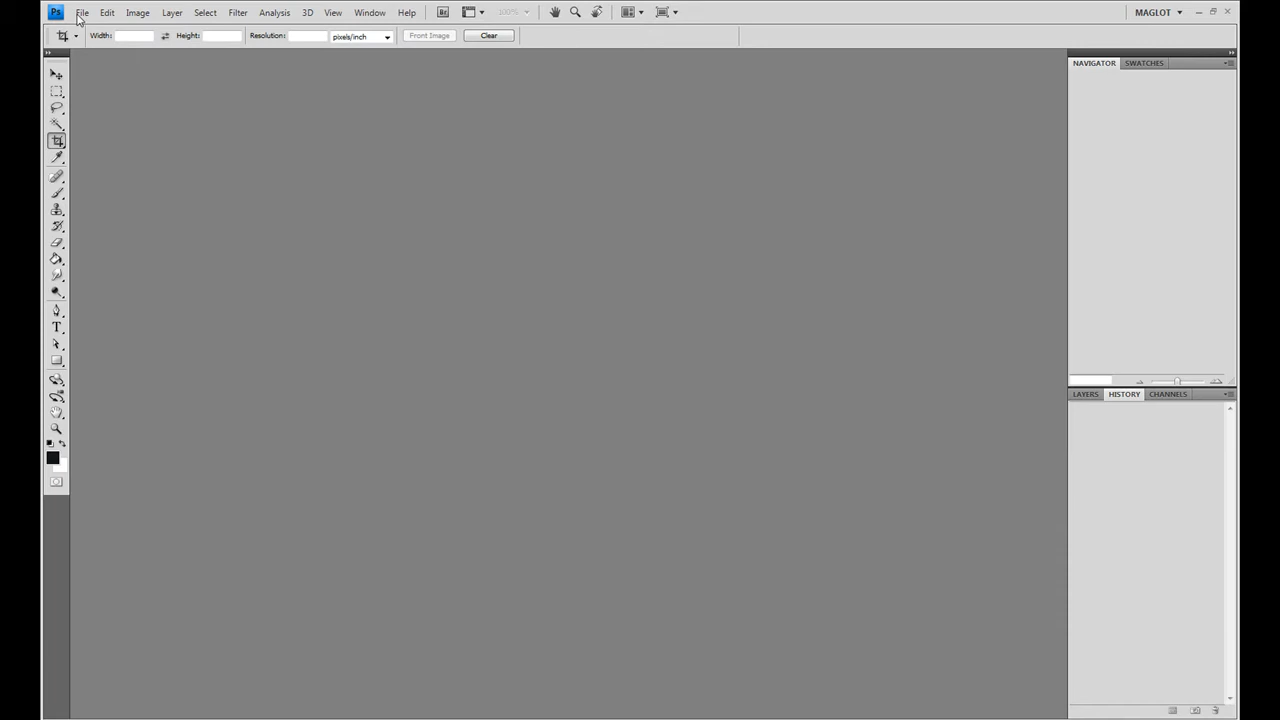 Ps File Edit Image Layer Select Filter Analysis 3D View Window Help Br 100% MAGLOT
Width: Height: Resolution: pixels/inch Front Image Clear
NAVIGATOR SWATCHES
T
LAYERS HISTORY CHANNELS